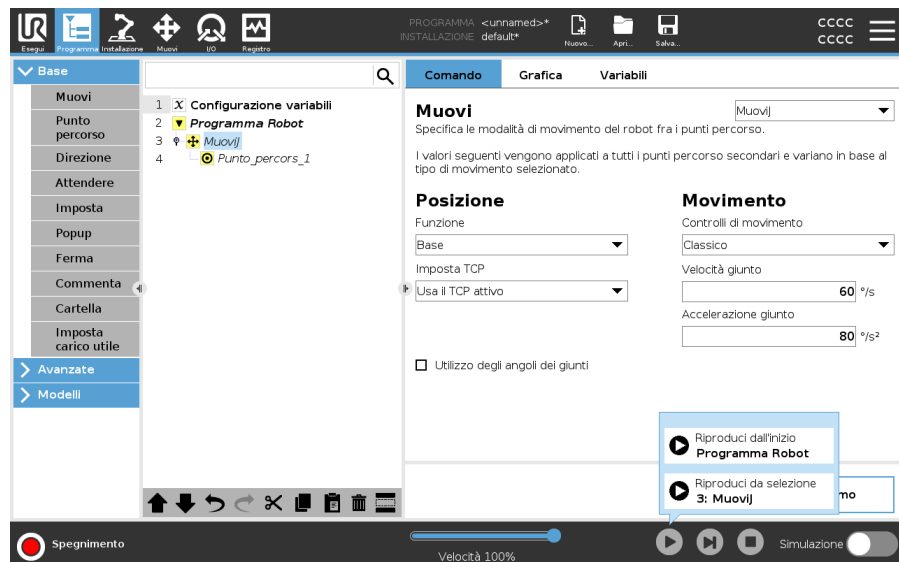 PROGRAMMA <unnamed>*
INSTALLAZIONE default*
Esegui
Programma
Installazione
Muovi
I/O
Registro
Nuovo...
Apri...
Salva...
cccc
cccc
Base
Muovi
Punto
percorso
Direzione
Attendere
Imposta
Popup
Ferma
Commenta
Cartella
Imposta
carico utile
Avanzate
Modelli
1 X Configurazione variabili
2 Programma Robot
3 MuoviJ
4 Punto_percors_1
Comando
Grafica
Variabili
Muovi
MuoviJ
Specifica le modalità di movimento del robot fra i punti percorso.
I valori seguenti vengono applicati a tutti i punti percorso secondari e variano in base al
tipo di movimento selezionato.
Posizione
Funzione
Base
Imposta TCP
Usa il TCP attivo
Utilizzo degli angoli dei giunti
Movimento
Controlli di movimento
Classico
Velocità giunto
60 °/s
Accelerazione giunto
80 °/s²
Riproduci dall'inizio
Programma Robot
Riproduci da selezione
3: MuoviJ
mo
Spegnimento
Velocità 100%
Simulazione